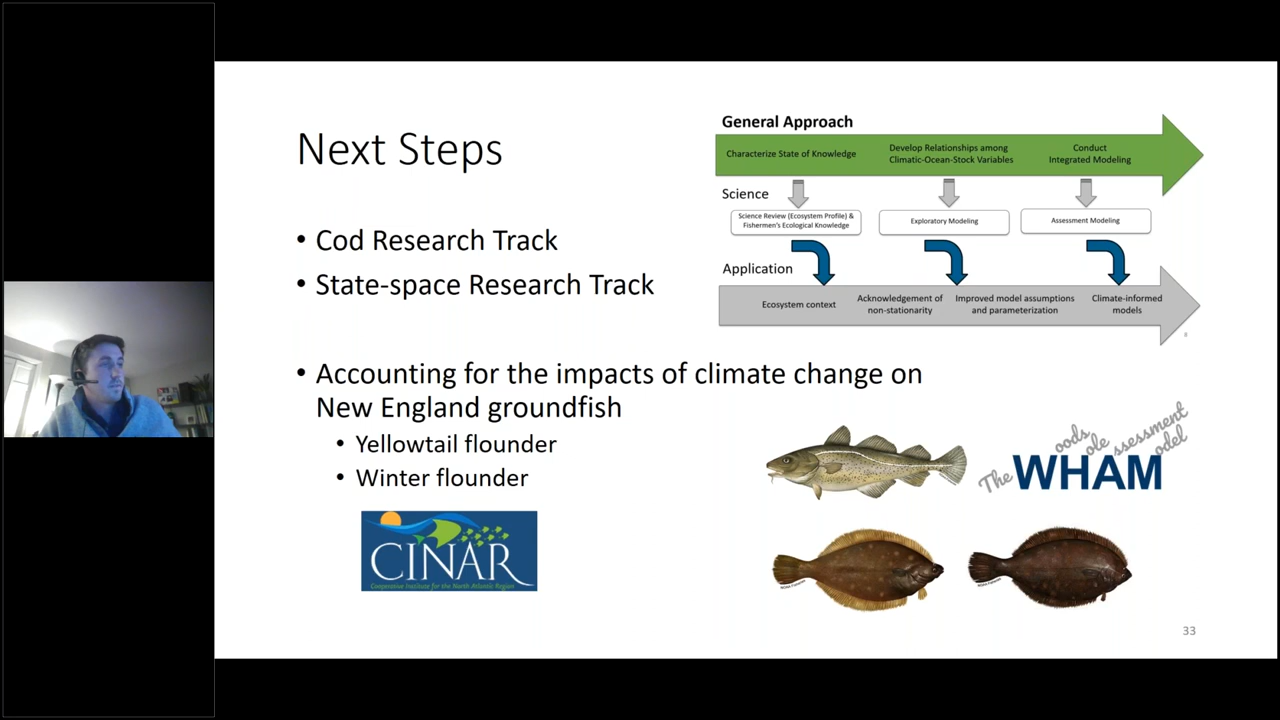 Next Steps
• Cod Research Track
• State-space Research Track
• Accounting for the impacts of climate change on
New England groundfish
• Yellowtail flounder
• Winter flounder
CINAR
Cooperative Institute for the North Atlantic Region
General Approach
Characterize State of Knowledge
Develop Relationships among
Climatic-Ocean-Stock Variables
Conduct
Integrated Modeling
Science
Science Review (Ecosystem Profile) &
Fishermen's Ecological Knowledge
Exploratory Modeling
Assessment Modeling
Application
Ecosystem context
Acknowledgement of
non-stationarity
Improved model assumptions
and parameterization
Climate-informed
models
The WHAM
oods
ole
ssessment
odel
33